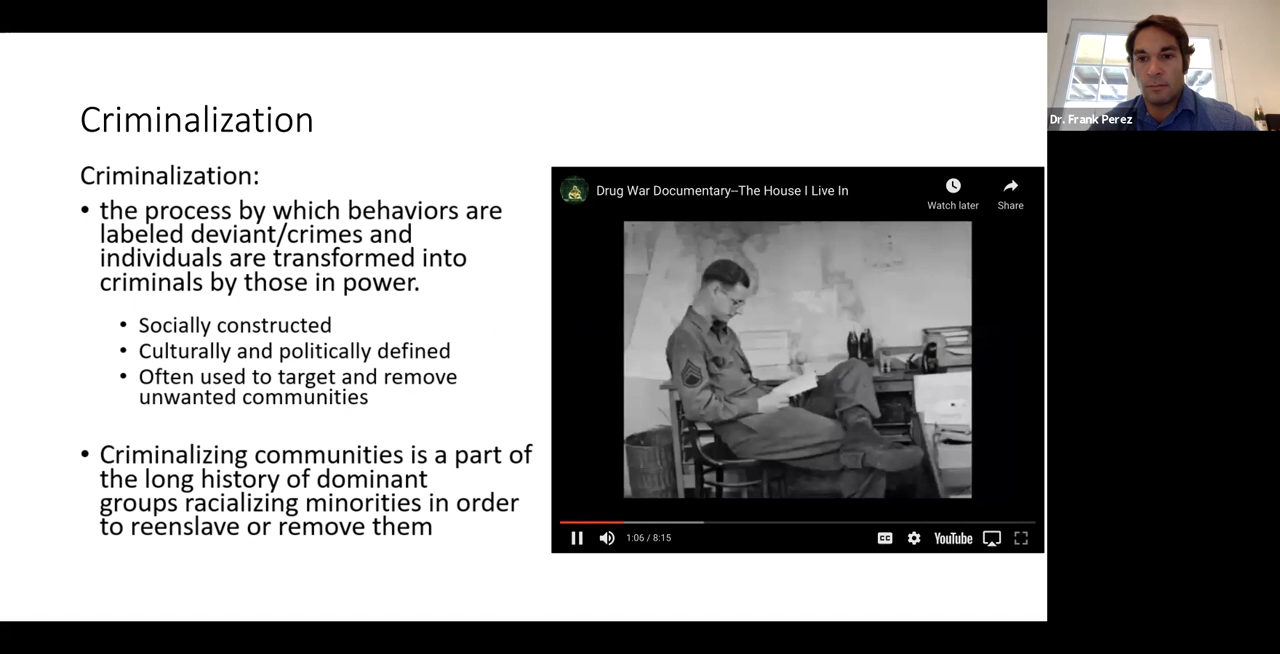 Criminalization
Criminalization:
• the process by which behaviors are
labeled deviant/crimes and
individuals are transformed into
criminals by those in power.
• Socially constructed
• Culturally and politically defined
• Often used to target and remove
unwanted communities
• Criminalizing communities is a part of
the long history of dominant
groups racializing minorities in order
to reenslave or remove them
Drug War Documentary--The House I Live In
Watch later
Share
1:06 / 8:15
CC
YouTube
Dr. Frank Perez